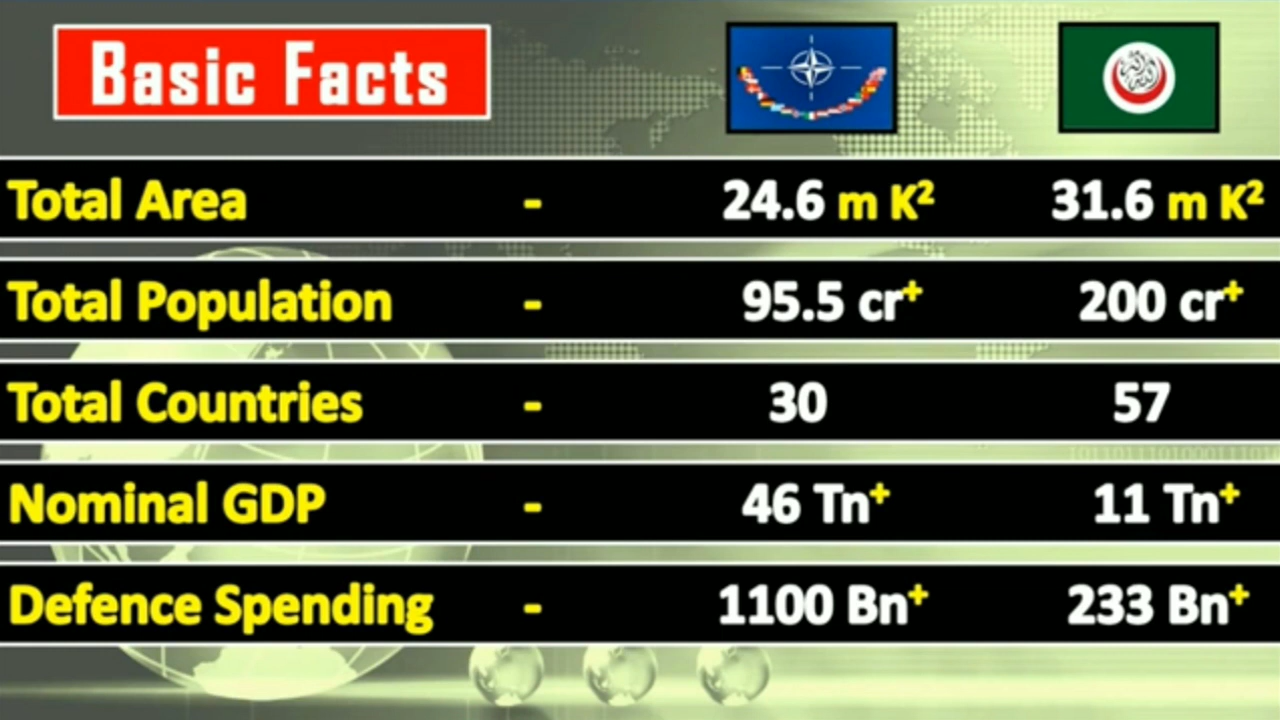 Basic Facts
Total Area - 24.6 m K² 31.6 m K²
Total Population - 95.5 cr⁺ 200 cr⁺
Total Countries - 30 57
Nominal GDP - 46 Tn⁺ 11 Tn⁺
Defence Spending - 1100 Bn⁺ 233 Bn⁺